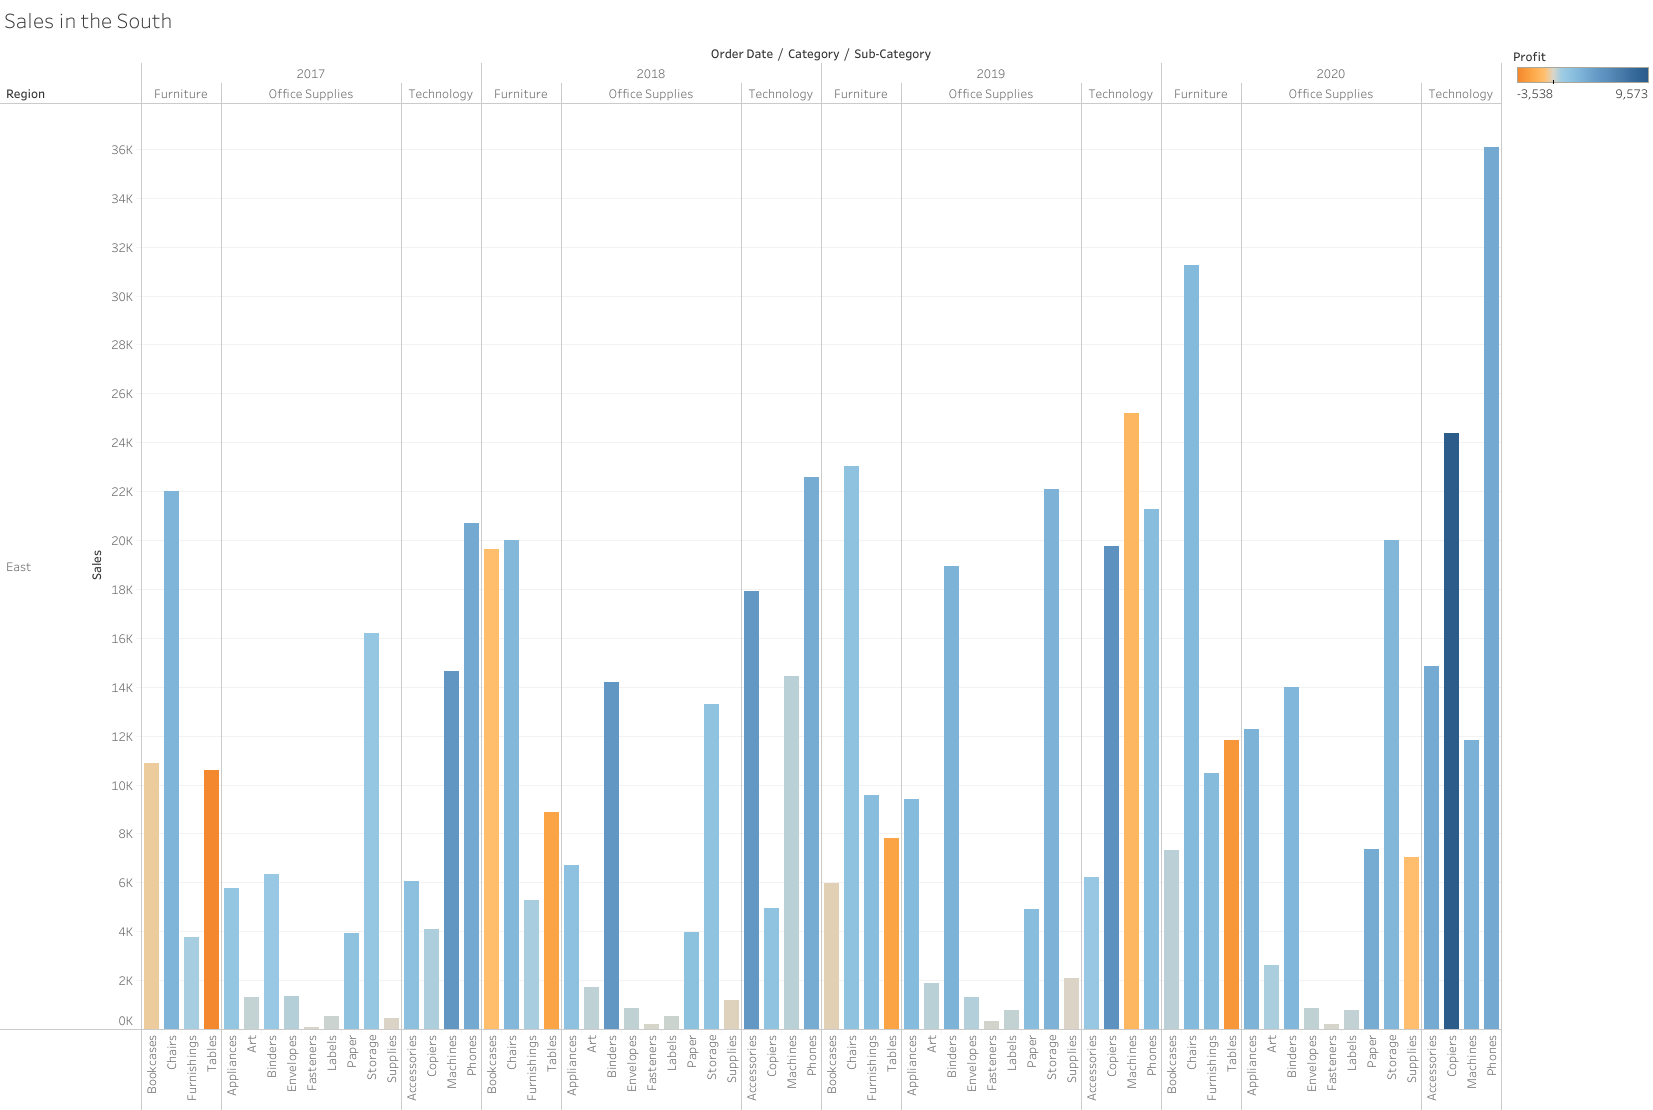 Sales in the South
Order Date / Category / Sub-Category
2017 2018 2019 2020
Region Furniture Office Supplies Technology Furniture Office Supplies Technology Furniture Office Supplies Technology Furniture Office Supplies Technology
Profit
-3,538 9,573
36K
34K
32K
30K
28K
26K
24K
22K
20K
18K
16K
14K
12K
10K
8K
6K
4K
2K
0K
East
Sales
Bookcases Chairs Furnishings Tables Appliances Art Binders Envelopes Fasteners Labels Paper Storage Supplies Accessories Copiers Machines Phones Bookcases Chairs Furnishings Tables Appliances Art Binders Envelopes Fasteners Labels Paper Storage Supplies Accessories Copiers Machines Phones Bookcases Chairs Furnishings Tables Appliances Art Binders Envelopes Fasteners Labels Paper Storage Supplies Accessories Copiers Machines Phones Bookcases Chairs Furnishings Tables Appliances Art Binders Envelopes Fasteners Labels Paper Storage Supplies Accessories Copiers Machines Phones